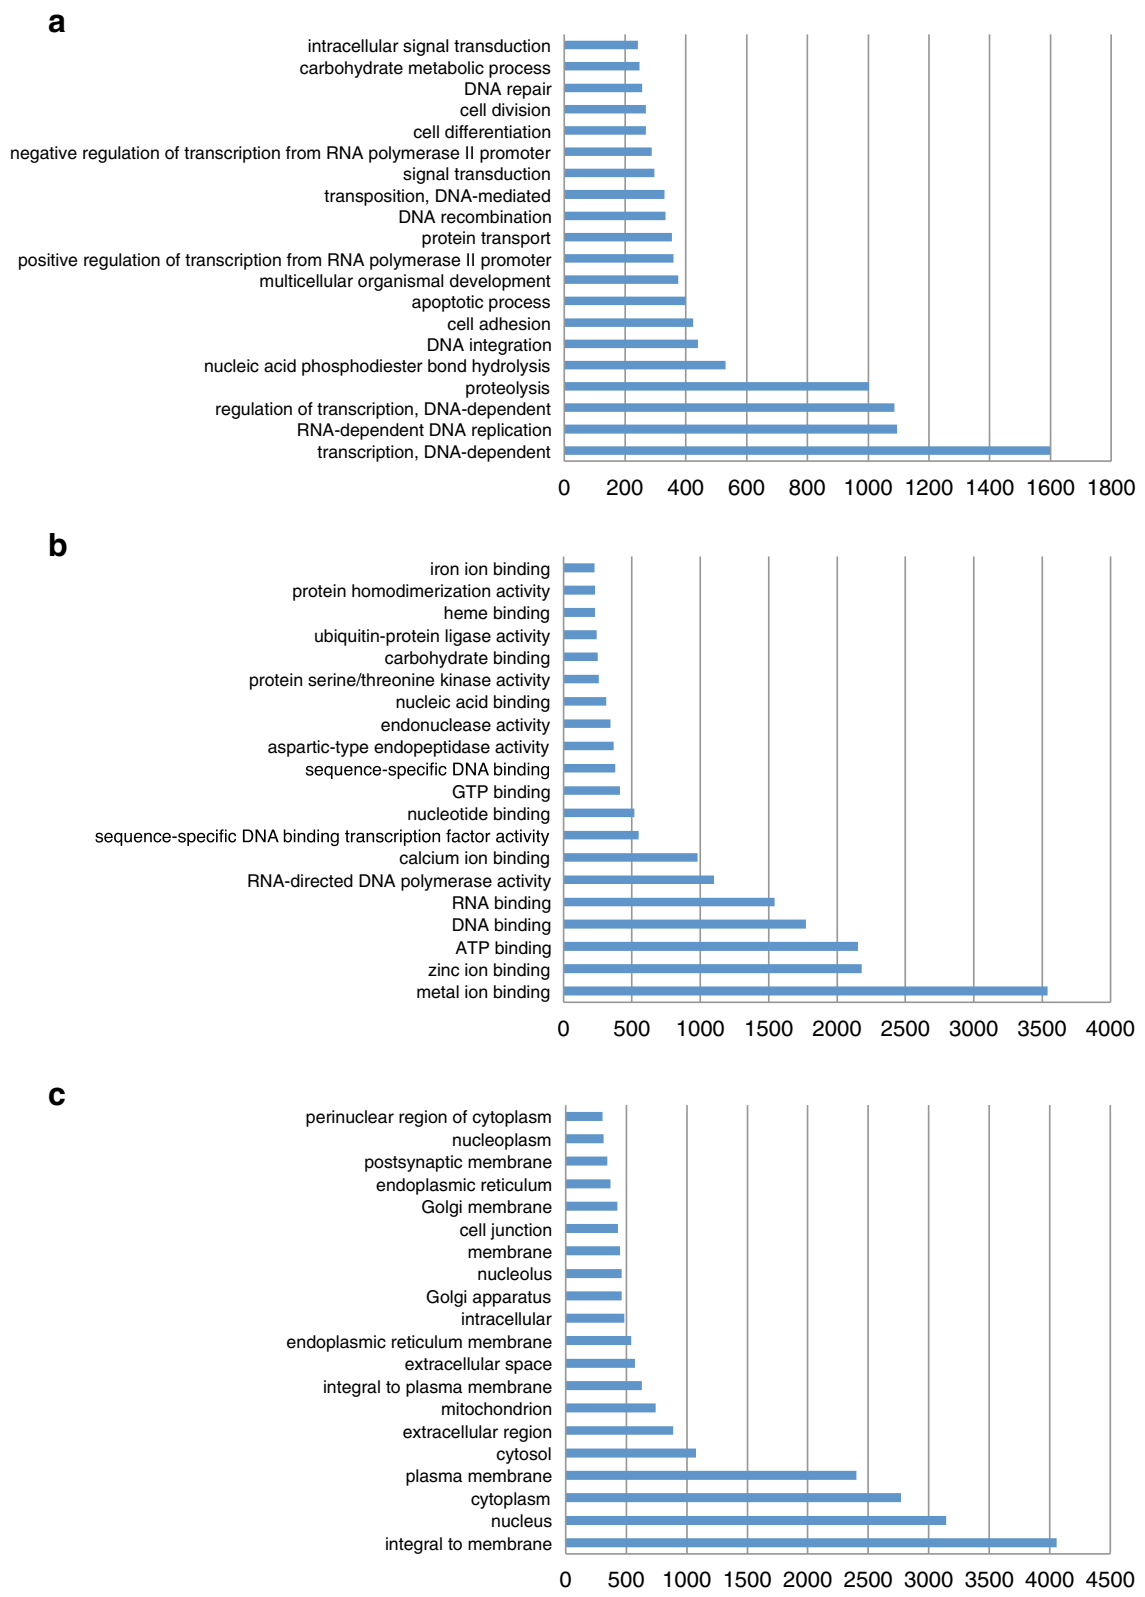 a
intracellular signal transduction
carbohydrate metabolic process
DNA repair
cell division
cell differentiation
negative regulation of transcription from RNA polymerase II promoter
signal transduction
transposition, DNA-mediated
DNA recombination
protein transport
positive regulation of transcription from RNA polymerase II promoter
multicellular organismal development
apoptotic process
cell adhesion
DNA integration
nucleic acid phosphodiester bond hydrolysis
proteolysis
regulation of transcription, DNA-dependent
RNA-dependent DNA replication
transcription, DNA-dependent
0 200 400 600 800 1000 1200 1400 1600 1800
b
iron ion binding
protein homodimerization activity
heme binding
ubiquitin-protein ligase activity
carbohydrate binding
protein serine/threonine kinase activity
nucleic acid binding
endonuclease activity
aspartic-type endopeptidase activity
sequence-specific DNA binding
GTP binding
nucleotide binding
sequence-specific DNA binding transcription factor activity
calcium ion binding
RNA-directed DNA polymerase activity
RNA binding
DNA binding
ATP binding
zinc ion binding
metal ion binding
0 500 1000 1500 2000 2500 3000 3500 4000
c
perinuclear region of cytoplasm
nucleoplasm
postsynaptic membrane
endoplasmic reticulum
Golgi membrane
cell junction
membrane
nucleolus
Golgi apparatus
intracellular
endoplasmic reticulum membrane
extracellular space
integral to plasma membrane
mitochondrion
extracellular region
cytosol
plasma membrane
cytoplasm
nucleus
integral to membrane
0 500 1000 1500 2000 2500 3000 3500 4000 4500